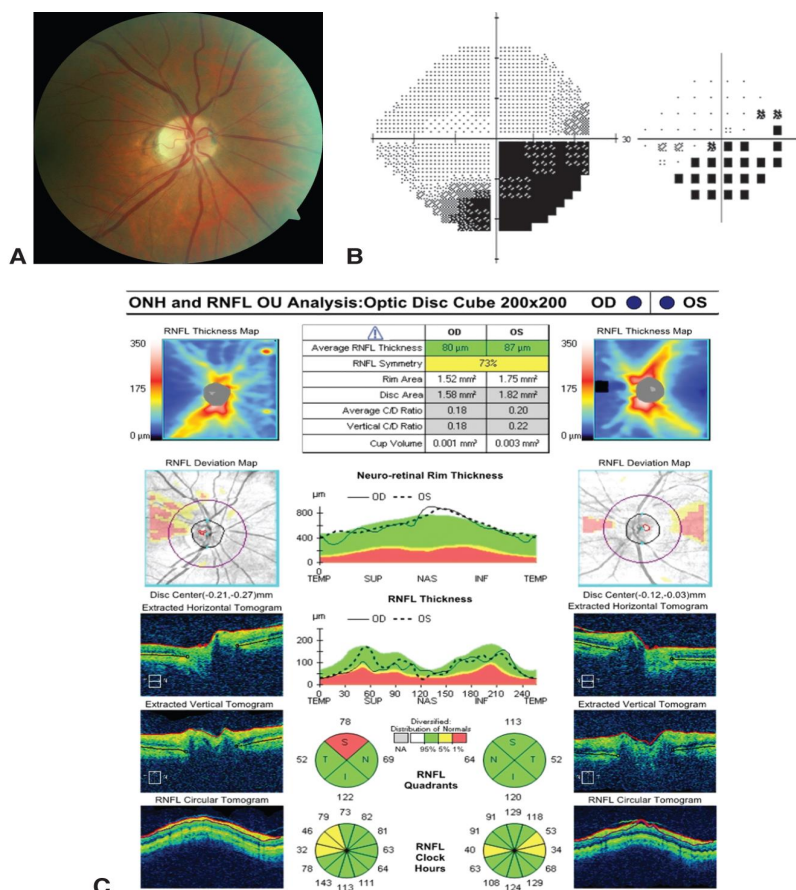 A
B
30
C
ONH and RNFL OU Analysis:Optic Disc Cube 200x200 OD OS
RNFL Thickness Map
350
175
0 µm
OD OS
Average RNFL Thickness 80 µm 87 µm
RNFL Symmetry 73%
Rim Area 1.52 mm² 1.75 mm²
Disc Area 1.58 mm² 1.82 mm²
Average C/D Ratio 0.18 0.20
Vertical C/D Ratio 0.18 0.22
Cup Volume 0.001 mm³ 0.003 mm³
RNFL Thickness Map
350
175
0 µm
RNFL Deviation Map
Disc Center(-0.21,-0.27)mm
Neuro-retinal Rim Thickness
µm OD OS
800
400
0
TEMP SUP NAS INF TEMP
RNFL Deviation Map
Disc Center(-0.12,-0.03)mm
Extracted Horizontal Tomogram
RNFL Thickness
µm OD OS
200
100
0
0 30 60 90 120 150 180 210 240
TEMP SUP NAS INF TEMP
Extracted Horizontal Tomogram
Extracted Vertical Tomogram
78
S
52 T N 69
I
122
Diversified:
Distribution of Normals
NA 95% 5% 1%
RNFL
Quadrants
113
S
64 N T 52
I
120
Extracted Vertical Tomogram
RNFL Circular Tomogram
73
79 82
46 81
32 63
78 64
143 111
113
RNFL
Clock
Hours
129
91 118
91 53
40 34
63 68
108 129
124
RNFL Circular Tomogram